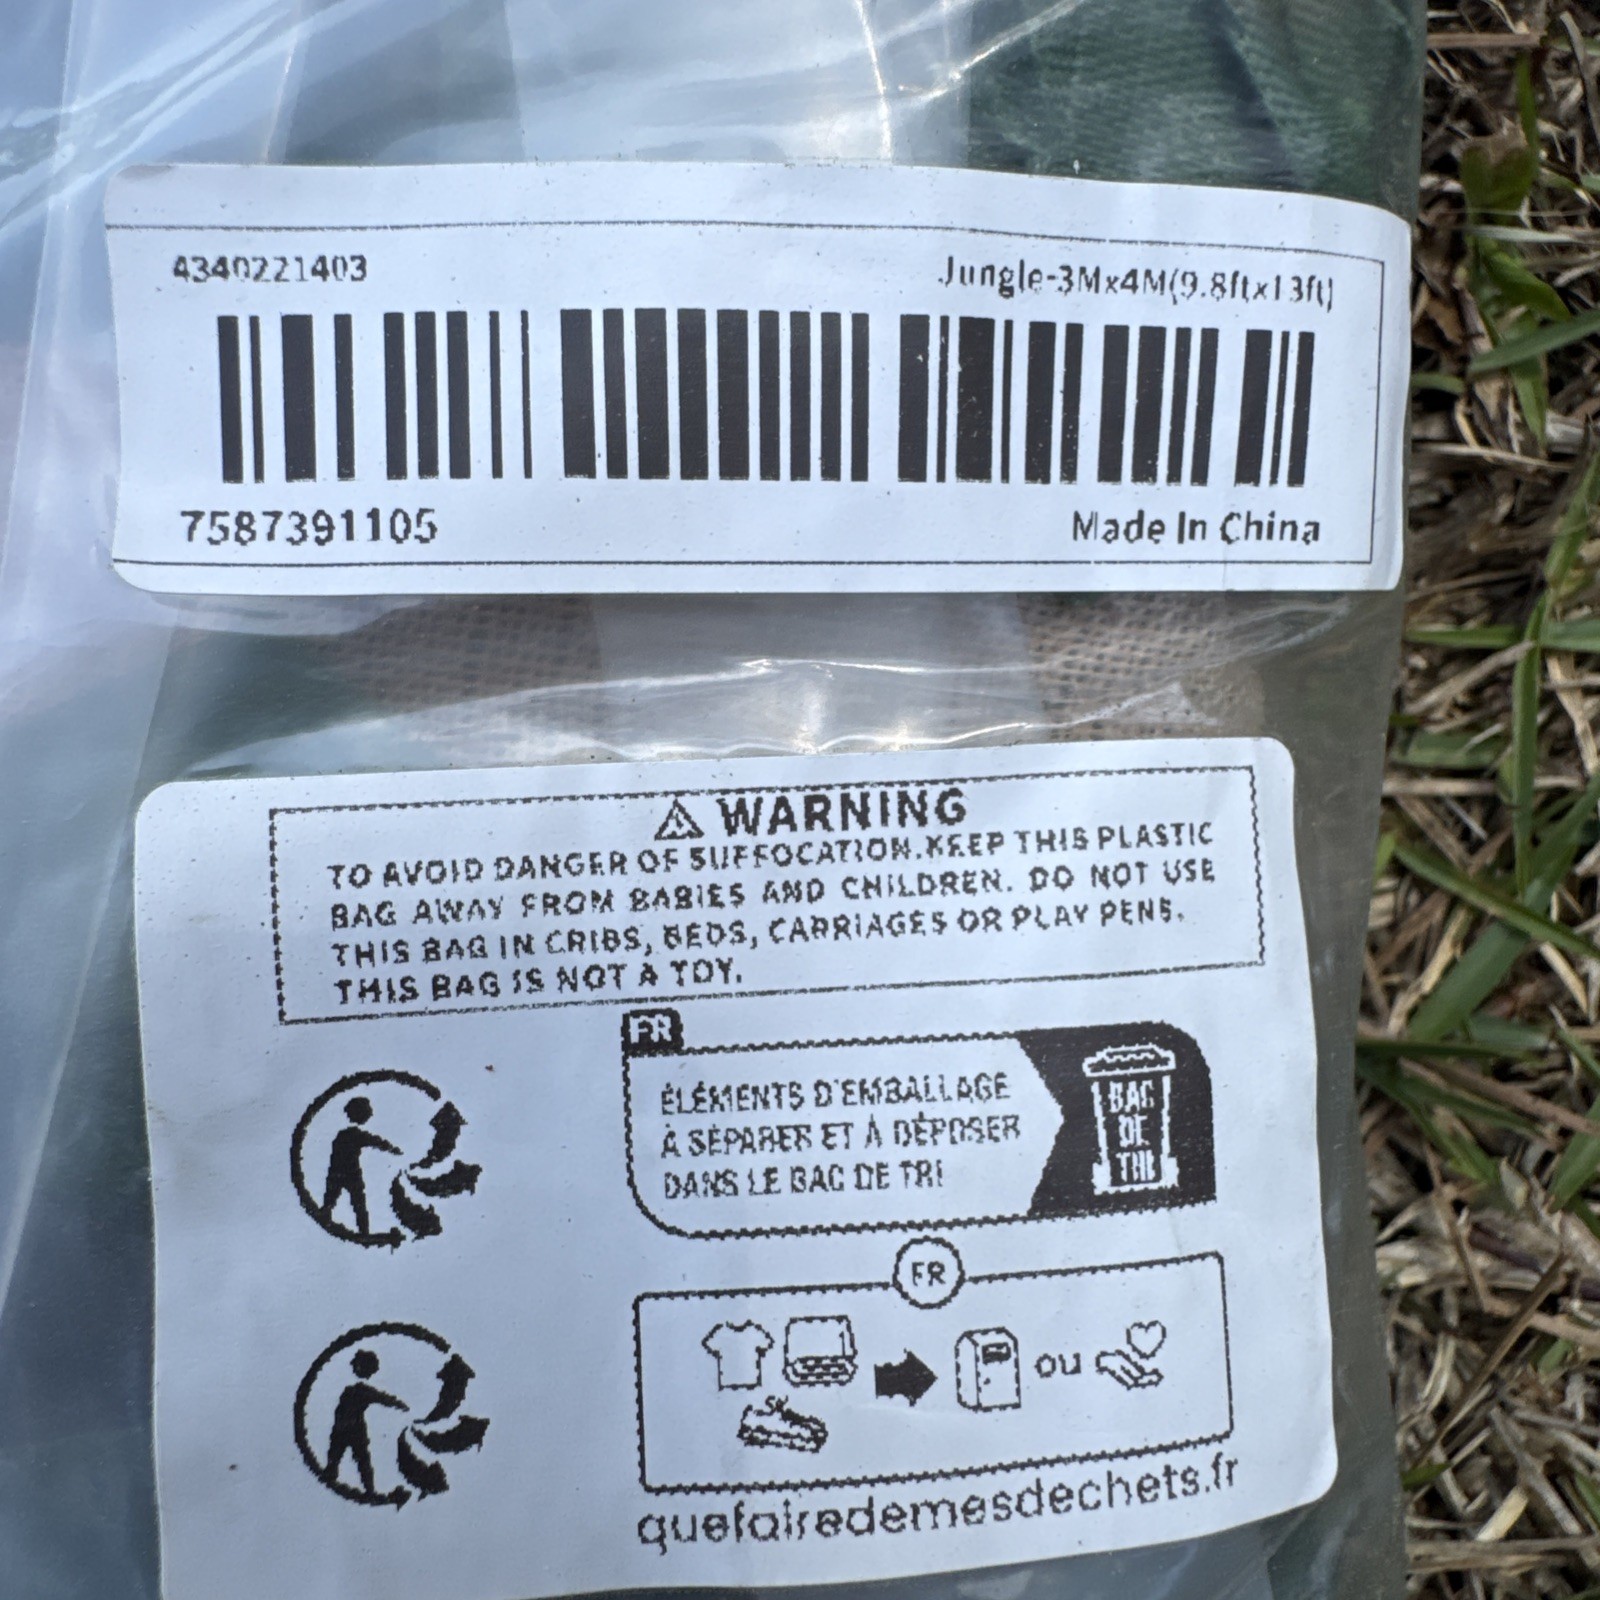 4340221403
Jungle-3Mx4M(9.8ftx13ft)
7587391105
Made In China
WARNING
TO AVOID DANGER OF SUFFOCATION.KEEP THIS PLASTIC
BAG AWAY FROM BABIES AND CHILDREN. DO NOT USE
THIS BAG IN CRIBS, BEDS, CARRIAGES OR PLAY PENS.
THIS BAG IS NOT A TOY.
FR
ÉLÉMENTS D'EMBALLAGE
À SÉPARER ET À DÉPOSER
DANS LE BAC DE TRI
BAC
DE
TRI
FR
ou
quefairedemesdechets.fr